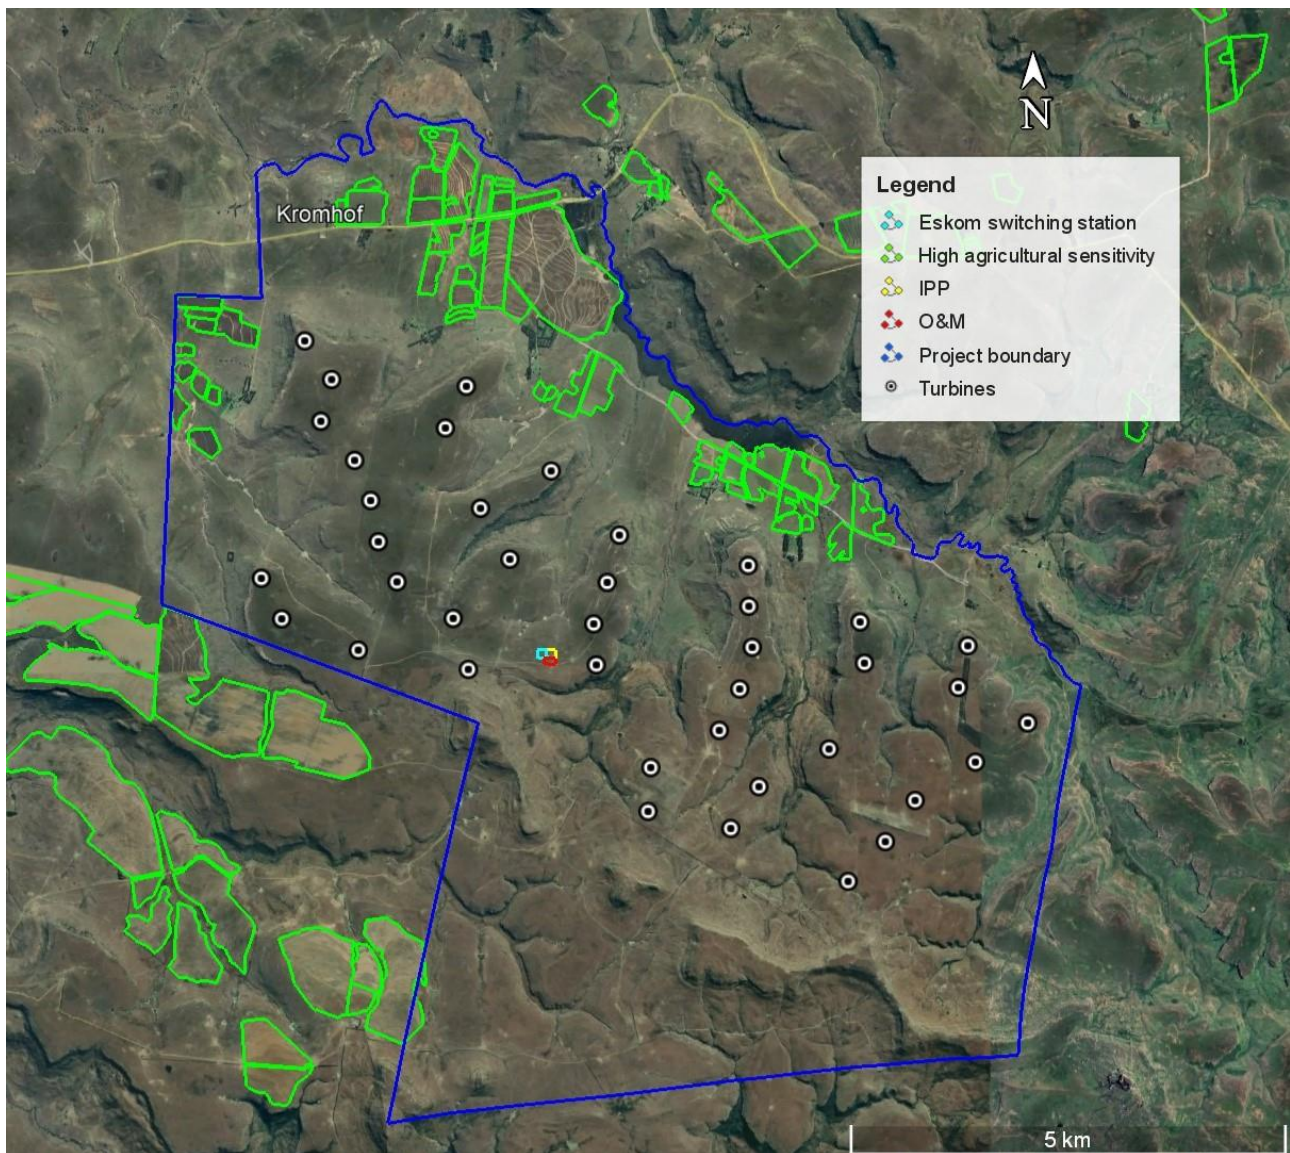 N
Legend
Eskom switching station
High agricultural sensitivity
IPP
O&M
Project boundary
Turbines
Kromhof
5 km